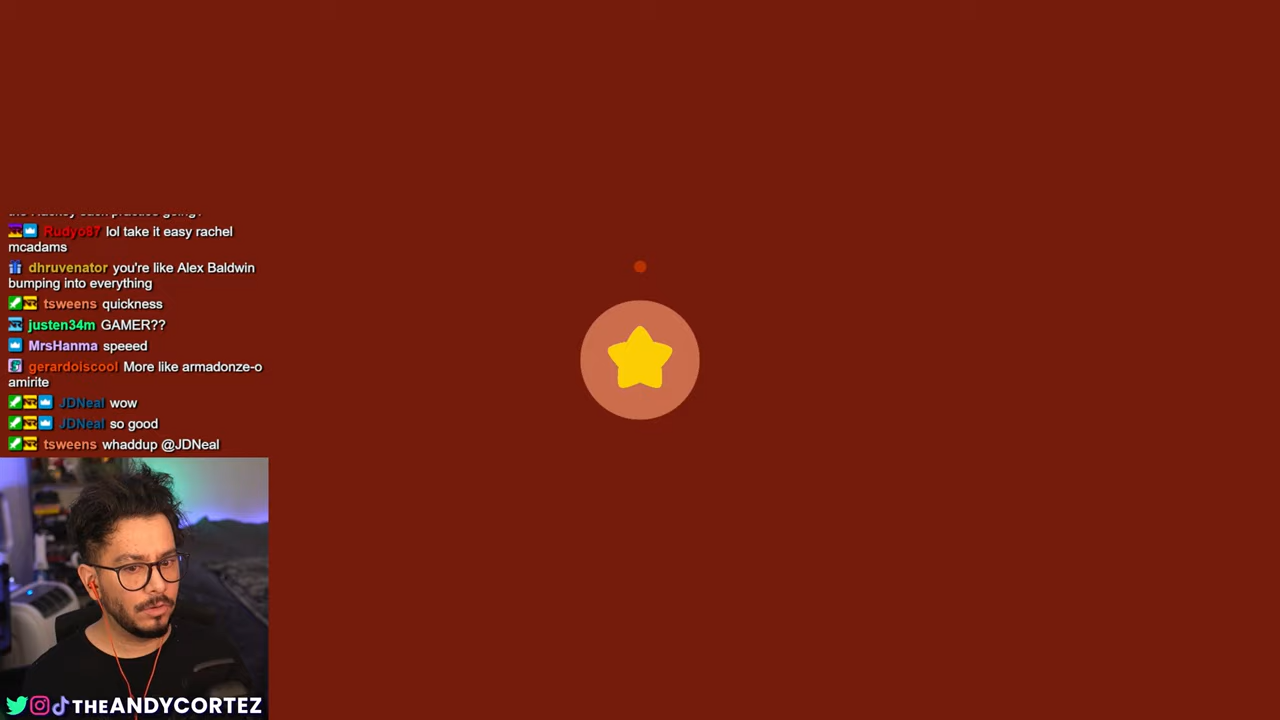 Rudyo87 lol take it easy rachel
mcadams
dhruvenator you're like Alex Baldwin
bumping into everything
tsweens quickness
justen34m GAMER??
MrsHanma speeed
gerardoiscool More like armadonze-o
amirite
JDNeal wow
JDNeal so good
tsweens whaddup @JDNeal
THEANDYCORTEZ